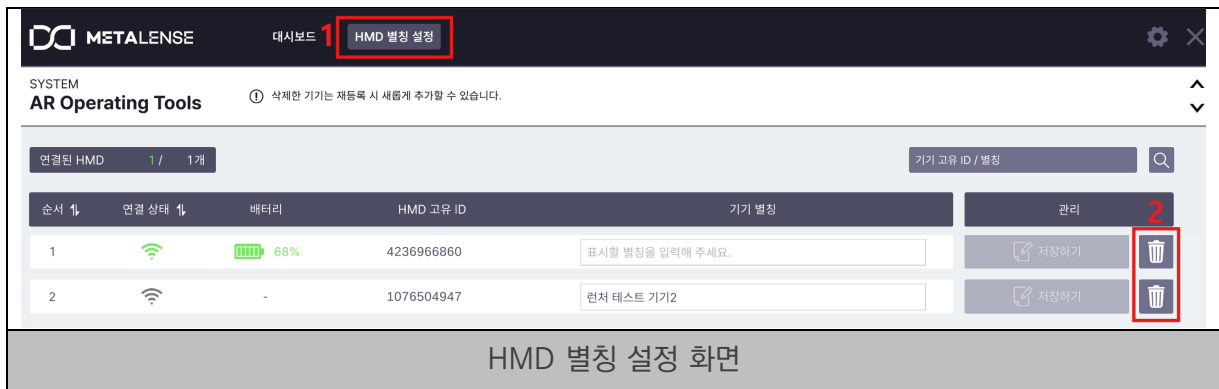 METALENSE 대시보드 1 HMD 별칭 설정
SYSTEM
AR Operating Tools
! 삭제한 기기는 재등록 시 새롭게 추가할 수 있습니다.
연결된 HMD 1 / 1개 기기 고유 ID / 별칭
순서 연결 상태 배터리 HMD 고유 ID 기기 별칭 관리 2
1 68% 4236966860 표시할 별칭을 입력해 주세요. 저장하기
2 - 1076504947 런처 테스트 기기2 저장하기
HMD 별칭 설정 화면